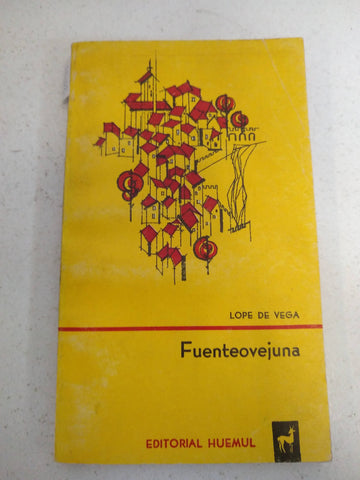 LOPE DE VEGA
Fuenteovejuna
EDITORIAL HUEMUL